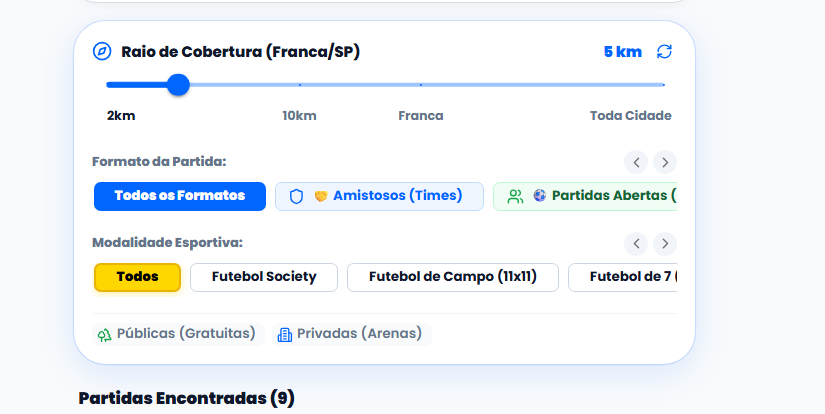 Raio de Cobertura (Franca/SP) 5 km
2km 10km Franca Toda Cidade
Formato da Partida:
Todos os Formatos Amistosos (Times) Partidas Abertas (
Modalidade Esportiva:
Todos Futebol Society Futebol de Campo (11x11) Futebol de 7 (
Públicas (Gratuitas) Privadas (Arenas)
Partidas Encontradas (9)